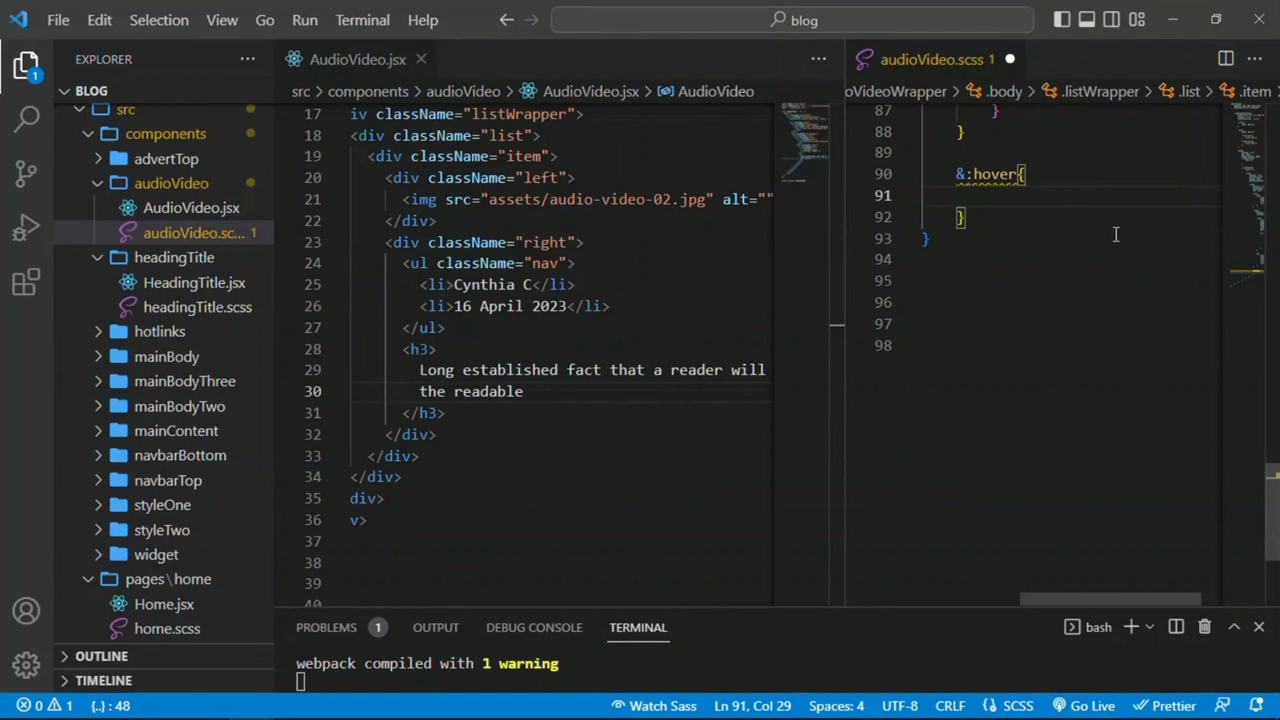 File Edit Selection View Go Run Terminal Help blog
EXPLORER
BLOG
src
components
advertTop
audioVideo
AudioVideo.jsx
audioVideo.sc... 1
headingTitle
HeadingTitle.jsx
headingTitle.scss
hotlinks
mainBody
mainBodyThree
mainBodyTwo
mainContent
navbarBottom
navbarTop
styleOne
styleTwo
widget
pages\home
Home.jsx
home.scss
OUTLINE
TIMELINE
1
AudioVideo.jsx
src > components > audioVideo > AudioVideo.jsx > AudioVideo
17 iv className="listWrapper">
18 <div className="list">
19 <div className="item">
20 <div className="left">
21 <img src="assets/audio-video-02.jpg" alt=""
22 </div>
23 <div className="right">
24 <ul className="nav">
25 <li>Cynthia C</li>
26 <li>16 April 2023</li>
27 </ul>
28 <h3>
29 Long established fact that a reader will
30 the readable
31 </h3>
32 </div>
33 </div>
34 </div>
35 div>
36 v>
37
38
39
40
audioVideo.scss 1
oVideoWrapper > .body > .listWrapper > .list > .item
87 }
88 }
89
90 &:hover{
91
92 }
93 }
94
95
96
97
98
PROBLEMS 1 OUTPUT DEBUG CONSOLE TERMINAL bash
webpack compiled with 1 warning
0 1 {..} : 48 Watch Sass Ln 91, Col 29 Spaces: 4 UTF-8 CRLF SCSS Go Live Prettier